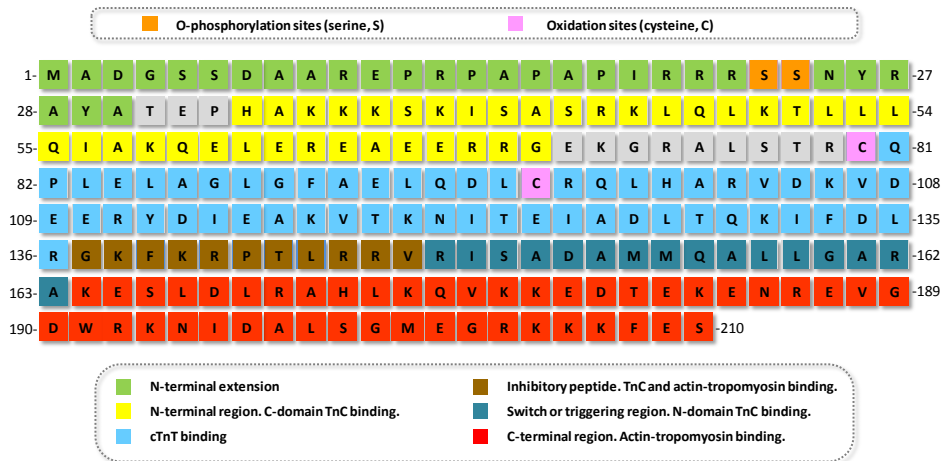 O-phosphorylation sites (serine, S) Oxidation sites (cysteine, C)
1- M A D G S S D A A R E P R P A P A P I R R R S S N Y R -27
28- A Y A T E P H A K K K S K I S A S R K L Q L K T L L L -54
55- Q I A K Q E L E R E A E E R R G E K G R A L S T R C Q -81
82- P L E L A G L G F A E L Q D L C R Q L H A R V D K V D -108
109- E E R Y D I E A K V T K N I T E I A D L T Q K I F D L -135
136- R G K F K R P T L R R V R I S A D A M M Q A L L G A R -162
163- A K E S L D L R A H L K Q V K K E D T E K E N R E V G -189
190- D W R K N I D A L S G M E G R K K K F E S -210
N-terminal extension
N-terminal region. C-domain TnC binding.
cTnT binding
Inhibitory peptide. TnC and actin-tropomyosin binding.
Switch or triggering region. N-domain TnC binding.
C-terminal region. Actin-tropomyosin binding.